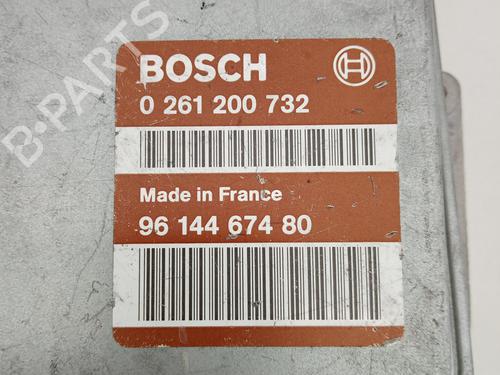 BOSCH
0 261 200 732
Made in France
96 144 674 80
B-PARTS